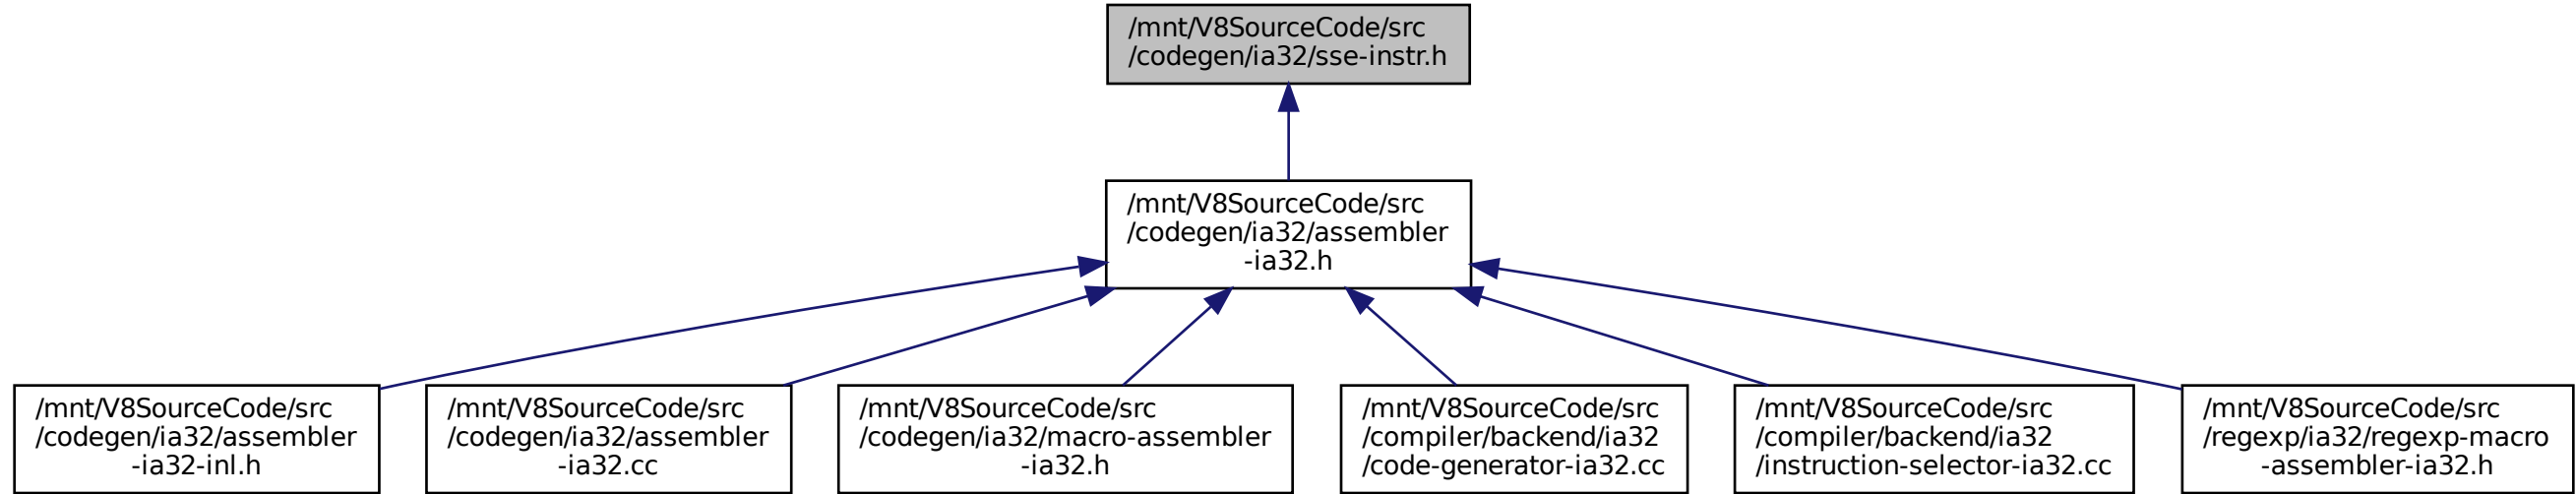 /mnt/V8SourceCode/src
/codegen/ia32/sse-instr.h
/mnt/V8SourceCode/src
/codegen/ia32/assembler
-ia32.h
/mnt/V8SourceCode/src
/codegen/ia32/assembler
-ia32-inl.h
/mnt/V8SourceCode/src
/codegen/ia32/assembler
-ia32.cc
/mnt/V8SourceCode/src
/codegen/ia32/macro-assembler
-ia32.h
/mnt/V8SourceCode/src
/compiler/backend/ia32
/code-generator-ia32.cc
/mnt/V8SourceCode/src
/compiler/backend/ia32
/instruction-selector-ia32.cc
/mnt/V8SourceCode/src
/regexp/ia32/regexp-macro
-assembler-ia32.h